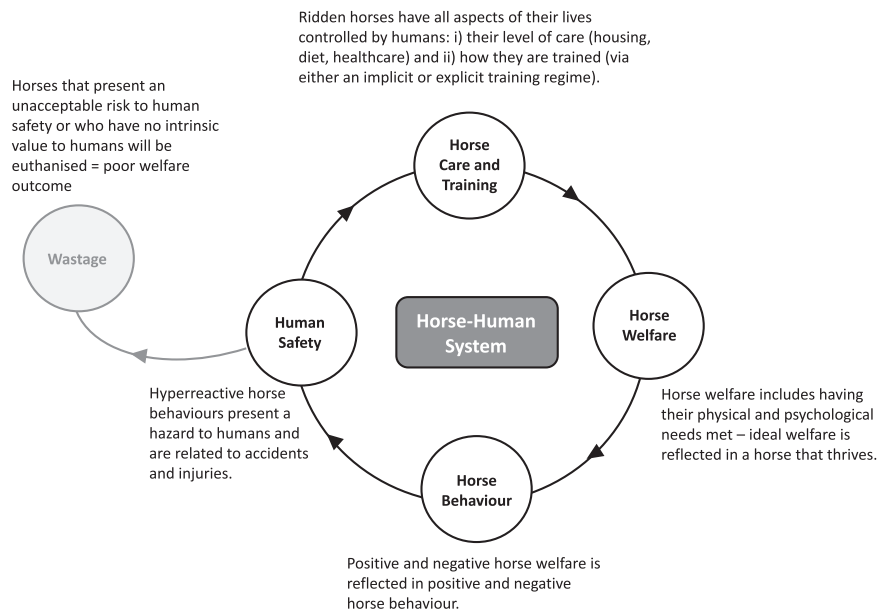 Ridden horses have all aspects of their lives
controlled by humans: i) their level of care (housing,
diet, healthcare) and ii) how they are trained (via
either an implicit or explicit training regime).
Horses that present an
unacceptable risk to human
safety or who have no intrinsic
value to humans will be
euthanised = poor welfare
outcome
Horse
Care and
Training
Wastage
Human
Safety
Horse-Human
System
Horse
Welfare
Hyperreactive horse
behaviours present a
hazard to humans and
are related to accidents
and injuries.
Horse welfare includes having
their physical and psychological
needs met – ideal welfare is
reflected in a horse that thrives.
Horse
Behaviour
Positive and negative horse welfare is
reflected in positive and negative
horse behaviour.